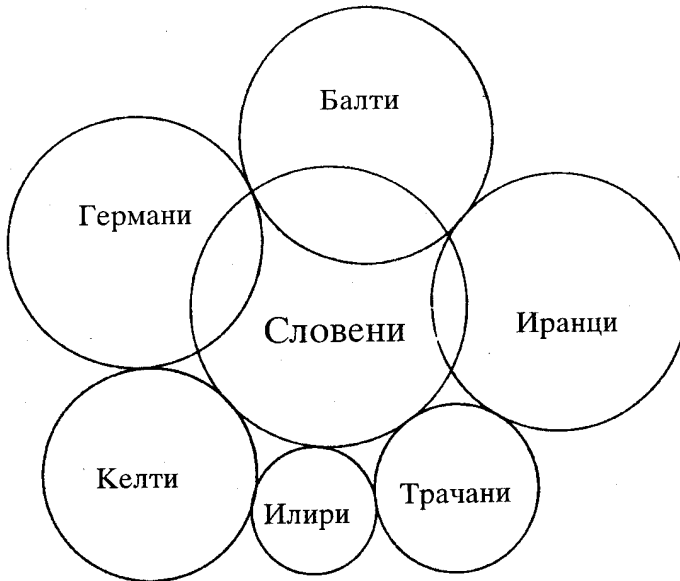 Балти
Германи
Словени
Иранци
Келти
Илири
Трачани